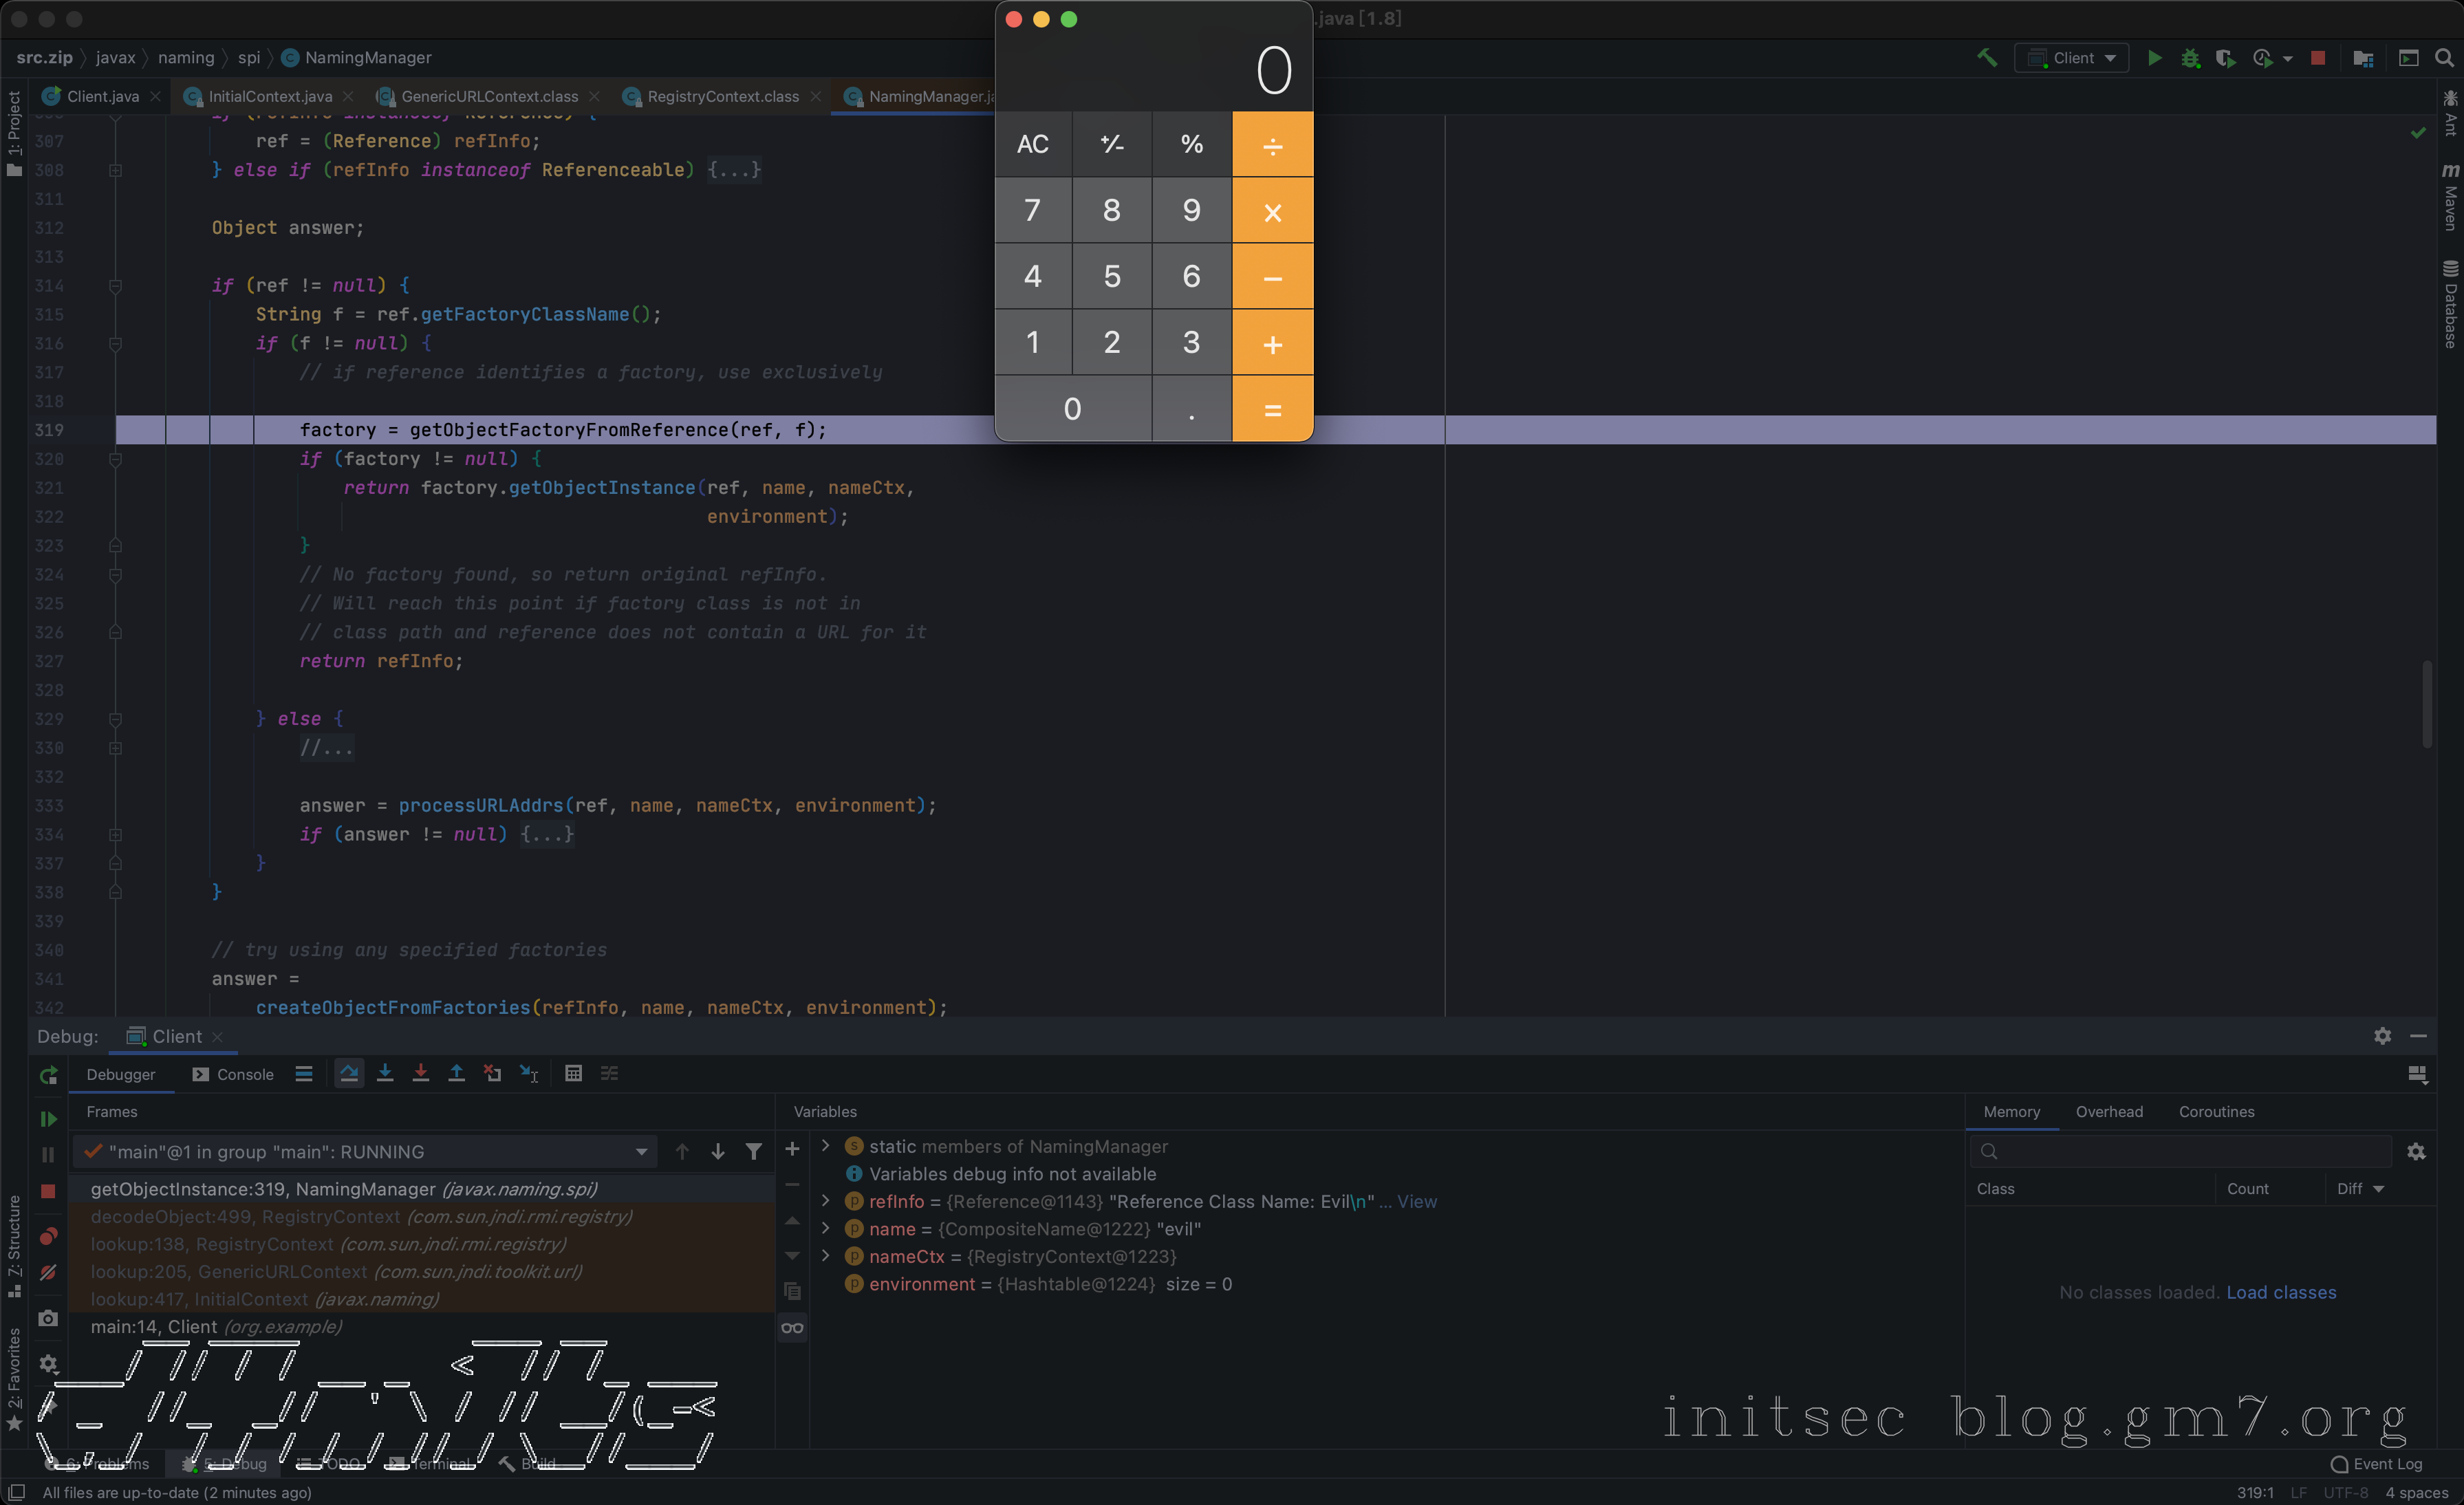 .java [1.8]
src.zip javax naming spi NamingManager
Client
Client.java InitialContext.java GenericURLContext.class RegistryContext.class NamingManager.ja
1: Project
Ant
Maven
Database
7: Structure
2: Favorites
0
AC +/- % ÷
7 8 9 ×
4 5 6 −
1 2 3 +
0 . =
307 ref = (Reference) refInfo;
308 } else if (refInfo instanceof Referenceable) {...}
311
312 Object answer;
313
314 if (ref != null) {
315 String f = ref.getFactoryClassName();
316 if (f != null) {
317 // if reference identifies a factory, use exclusively
318
319 factory = getObjectFactoryFromReference(ref, f);
320 if (factory != null) {
321 return factory.getObjectInstance(ref, name, nameCtx,
322 environment);
323 }
324 // No factory found, so return original refInfo.
325 // Will reach this point if factory class is not in
326 // class path and reference does not contain a URL for it
327 return refInfo;
328
329 } else {
330 //...
332
333 answer = processURLAddrs(ref, name, nameCtx, environment);
334 if (answer != null) {...}
337 }
338 }
339
340 // try using any specified factories
341 answer =
342 createObjectFromFactories(refInfo, name, nameCtx, environment);
Debug: Client
Debugger Console
Frames
"main"@1 in group "main": RUNNING
getObjectInstance:319, NamingManager (javax.naming.spi)
decodeObject:499, RegistryContext (com.sun.jndi.rmi.registry)
lookup:138, RegistryContext (com.sun.jndi.rmi.registry)
lookup:205, GenericURLContext (com.sun.jndi.toolkit.url)
lookup:417, InitialContext (javax.naming)
main:14, Client (org.example)
Variables
static members of NamingManager
Variables debug info not available
refInfo = {Reference@1143} "Reference Class Name: Evil\n" ... View
name = {CompositeName@1222} "evil"
nameCtx = {RegistryContext@1223}
environment = {Hashtable@1224} size = 0
Memory Overhead Coroutines
Class Count Diff
No classes loaded. Load classes
initsec blog.gm7.org
6: Problems 5: Debug TODO Terminal Build
Event Log
All files are up-to-date (2 minutes ago)
319:1 LF UTF-8 4 spaces